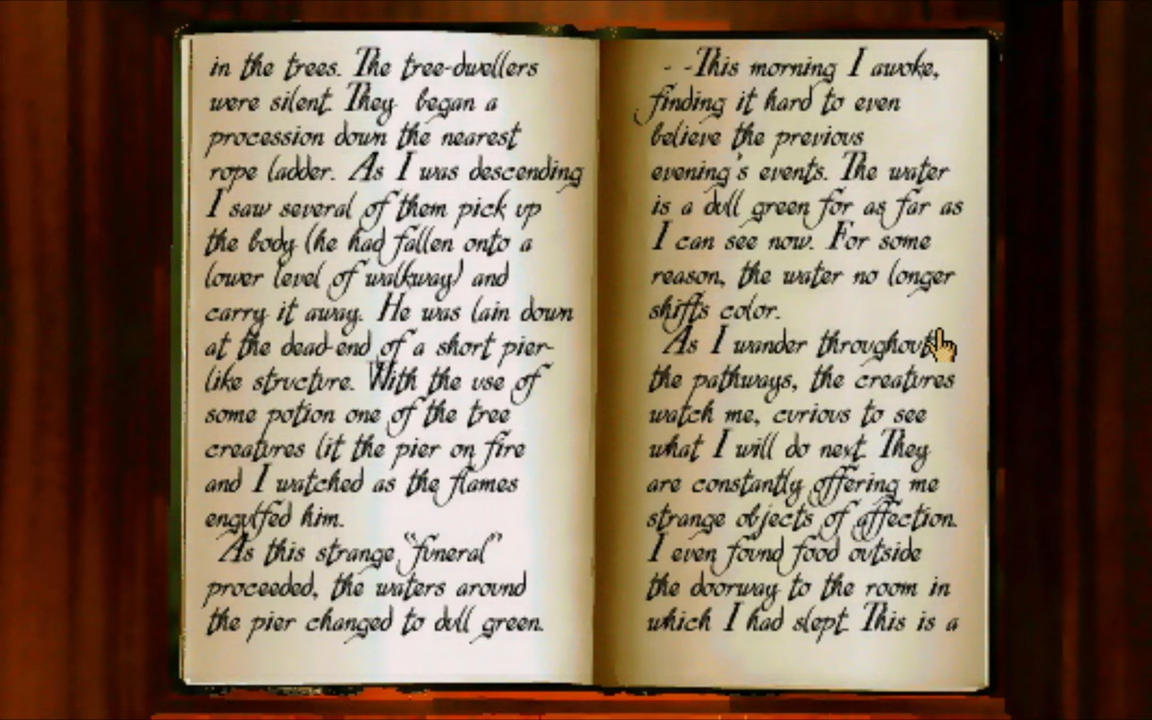 in the trees. The tree-dwellers
were silent. They began a
procession down the nearest
rope ladder. As I was descending
I saw several of them pick up
the body (he had fallen onto a
lower level of walkway) and
carry it away. He was lain down
at the dead-end of a short pier-
like structure. With the use of
some potion one of the tree
creatures lit the pier on fire
and I watched as the flames
engulfed him.
As this strange "funeral"
proceeded, the waters around
the pier changed to dull green.
- -This morning I awoke,
finding it hard to even
believe the previous
evening's events. The water
is a dull green for as far as
I can see now. For some
reason, the water no longer
shifts color.
As I wander throughout
the pathways, the creatures
watch me, curious to see
what I will do next. They
are constantly offering me
strange objects of affection.
I even found food outside
the doorway to the room in
which I had slept. This is a